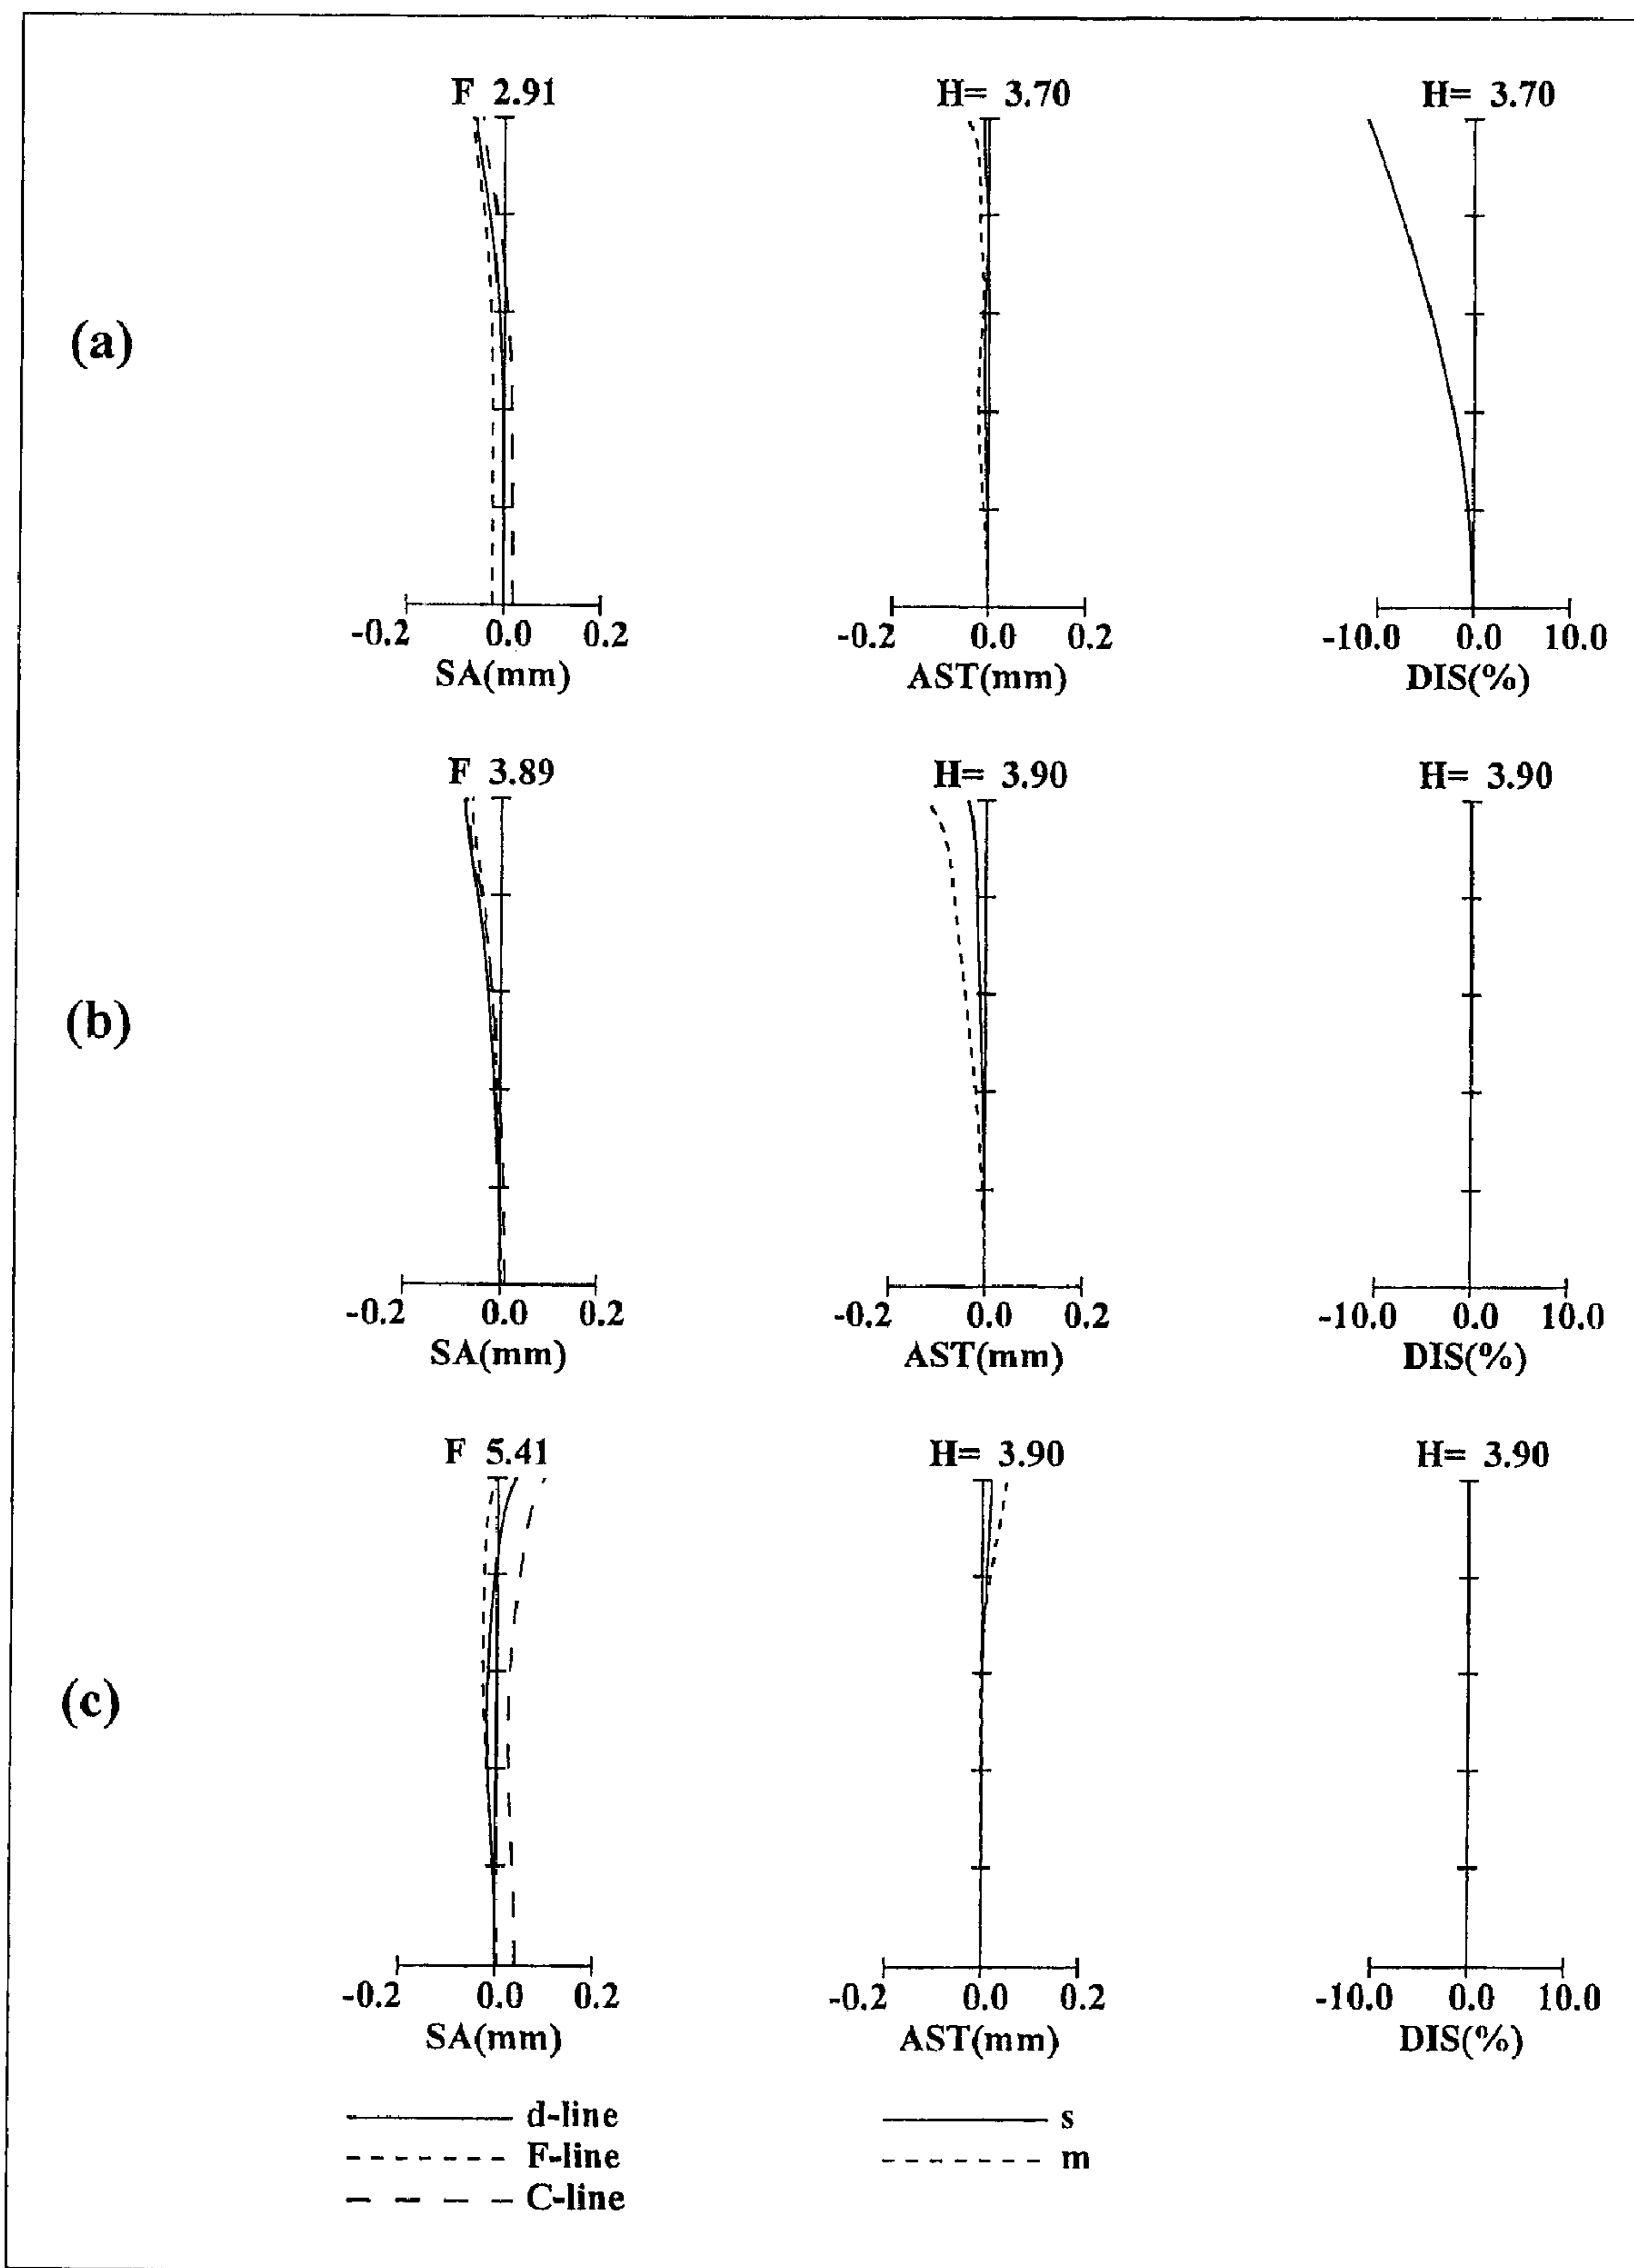 F 2.91 H= 3.70 H= 3.70
(a)
-0.2 0.0 0.2 -0.2 0.0 0.2 -10.0 0.0 10.0
SA(mm) AST(mm) DIS(%)
F 3.89 H= 3.90 H= 3.90
(b)
-0.2 0.0 0.2 -0.2 0.0 0.2 -10.0 0.0 10.0
SA(mm) AST(mm) DIS(%)
F 5.41 H= 3.90 H= 3.90
(c)
-0.2 0.0 0.2 -0.2 0.0 0.2 -10.0 0.0 10.0
SA(mm) AST(mm) DIS(%)
d-line s
F-line m
C-line